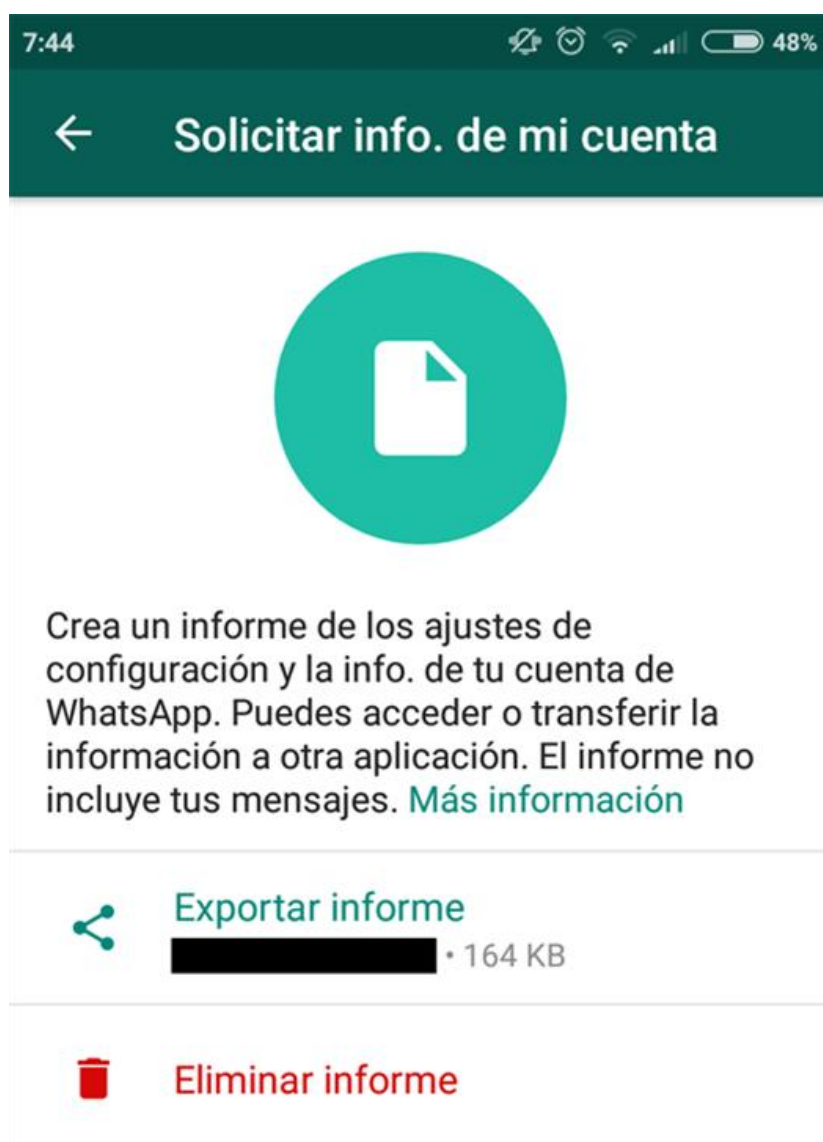 7:44 48%
Solicitar info. de mi cuenta
Crea un informe de los ajustes de
configuración y la info. de tu cuenta de
WhatsApp. Puedes acceder o transferir la
información a otra aplicación. El informe no
incluye tus mensajes. Más información
Exportar informe
• 164 KB
Eliminar informe